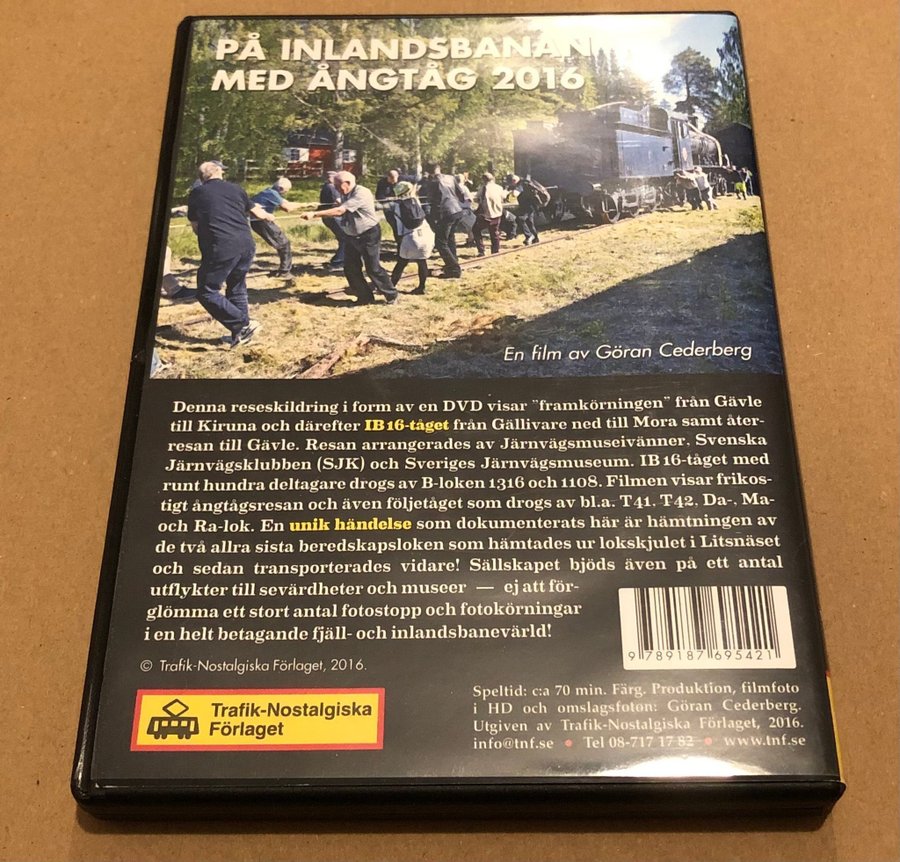 PÅ INLANDSBANAN
MED ÅNGTÅG 2016
En film av Göran Cederberg
Denna reseskildring i form av en DVD visar "framkörningen" från Gävle
till Kiruna och därefter IB16-tåget från Gällivare ned till Mora samt åter-
resan till Gävle. Resan arrangerades av Järnvägsmuseivänner, Svenska
Järnvägsklubben (SJK) och Sveriges Järnvägsmuseum. IB16-tåget med
runt hundra deltagare drogs av B-loken 1316 och 1108. Filmen visar frikos-
tigt ångtågsresan och även följetåget som drogs av bl.a. T41, T42, Da-, Ma-
och Ra-lok. En unik händelse som dokumenterats här är hämtningen av
de två allra sista beredskapsloken som hämtades ur lokskjulet i Litsnäset
och sedan transporterades vidare! Sällskapet bjöds även på ett antal
utflykter till sevärdheter och museer — ej att för-
glömma ett stort antal fotostopp och fotokörningar
i en helt betagande fjäll- och inlandsbanevärld!
9 789187 695421
© Trafik-Nostalgiska Förlaget, 2016.
Trafik-Nostalgiska
Förlaget
Speltid: c:a 70 min. Färg. Produktion, filmfoto
i HD och omslagsfoton: Göran Cederberg.
Utgiven av Trafik-Nostalgiska Förlaget, 2016.
info@tnf.se • Tel 08-717 17 82 • www.tnf.se